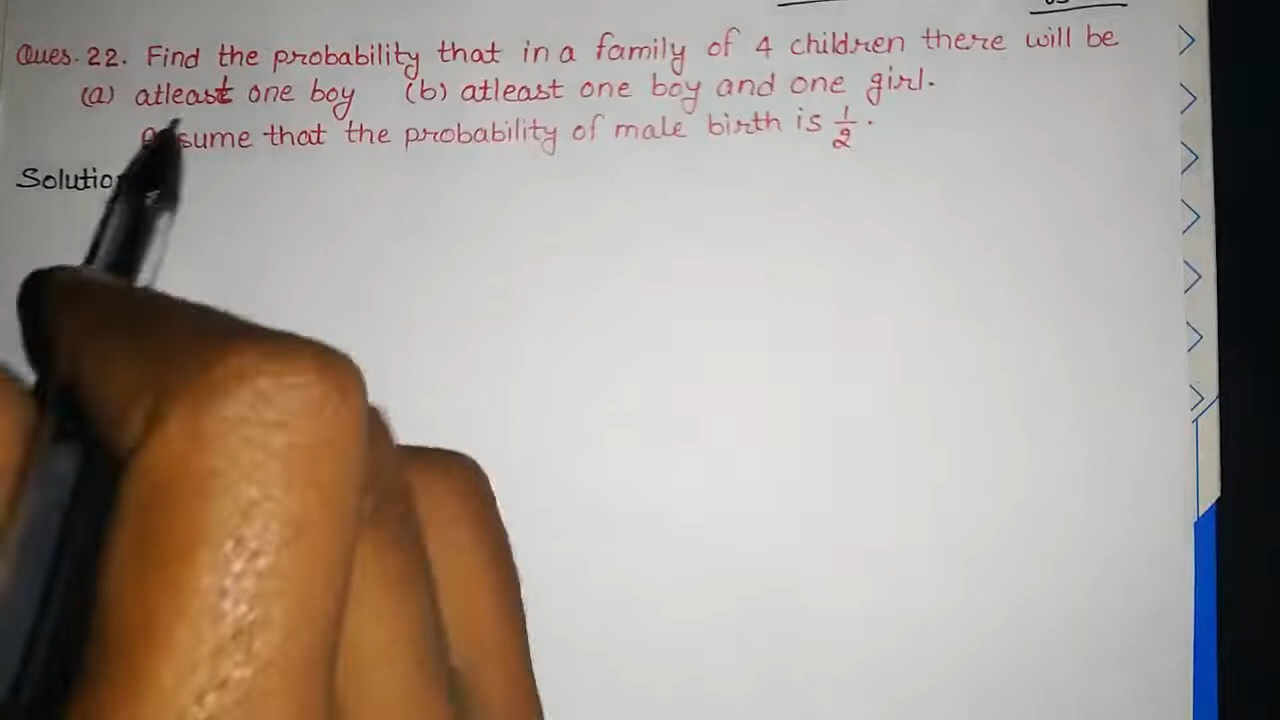 Ques. 22. Find the probability that in a family of 4 children there will be
(a) atleast one boy (b) atleast one boy and one girl.
sume that the probability of male birth is 1/2.
Solutio